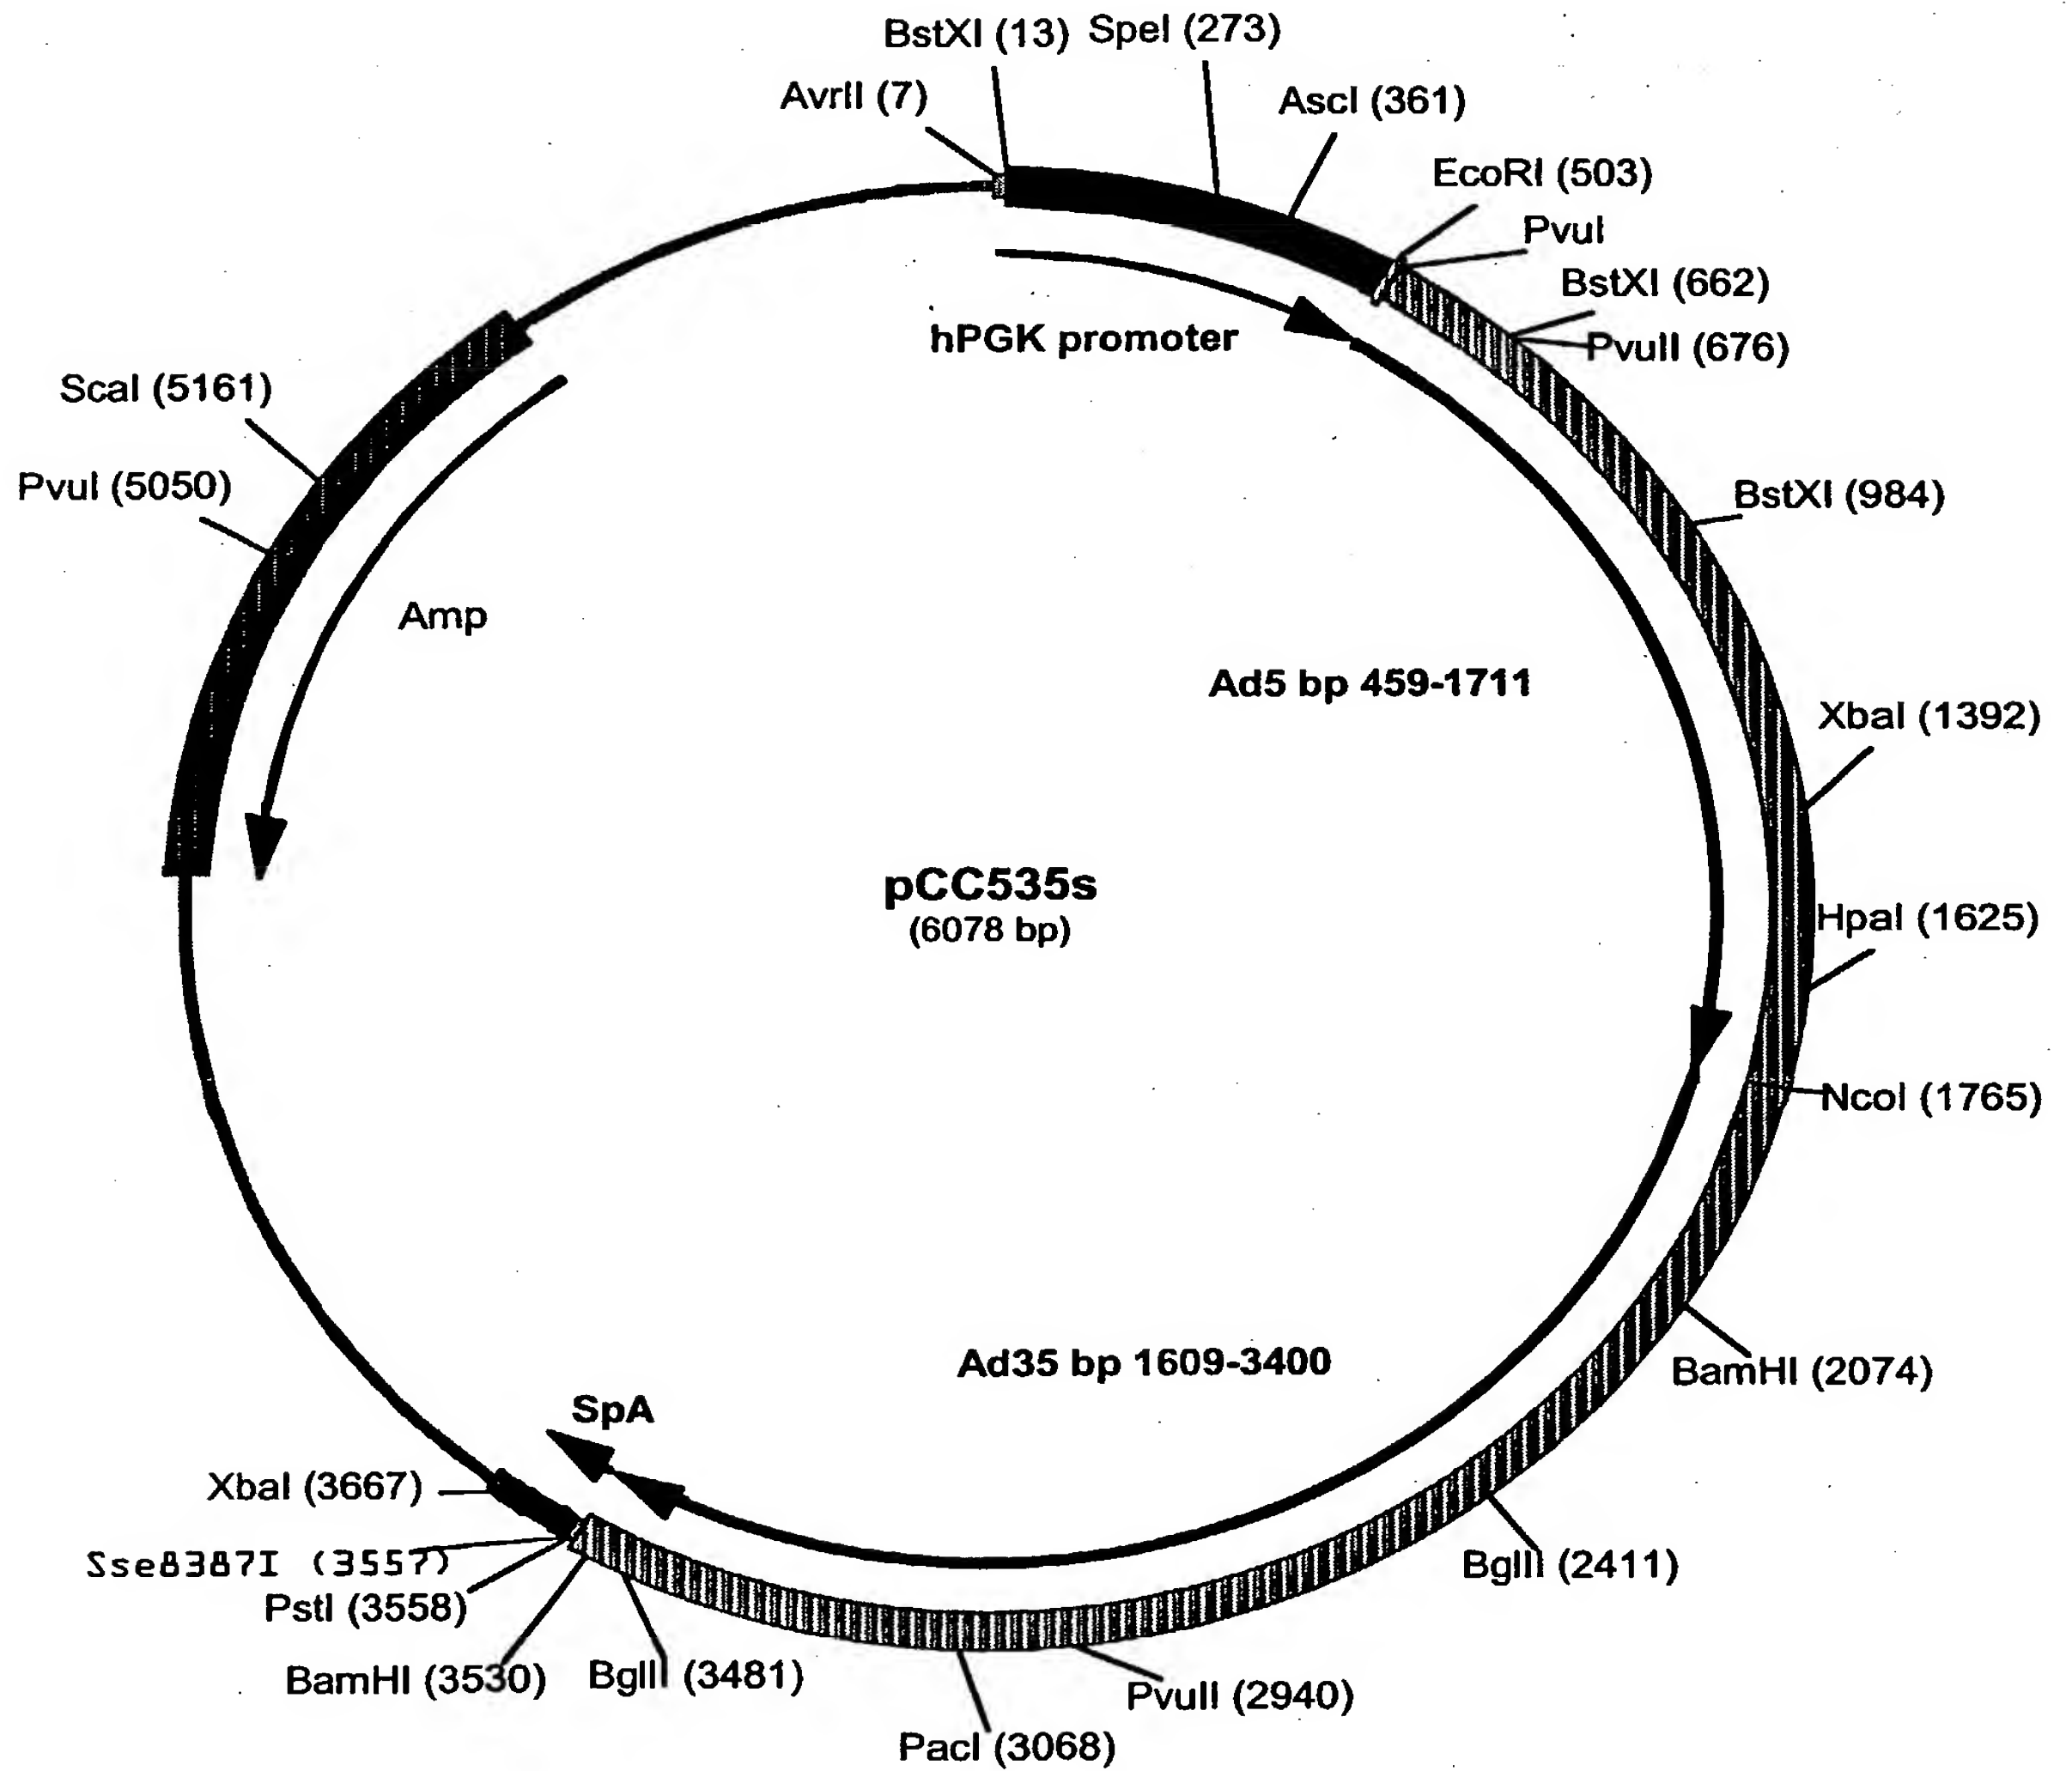 BstXI (13)
SpeI (273)
AvrII (7)
AscI (361)
EcoRI (503)
PvuI
BstXI (662)
PvuII (676)
hPGK promoter
ScaI (5161)
PvuI (5050)
BstXI (984)
Amp
Ad5 bp 459-1711
XbaI (1392)
pCC535s
(6078 bp)
HpaI (1625)
NcoI (1765)
Ad35 bp 1609-3400
BamHI (2074)
SpA
XbaI (3667)
Sse8387I (3557)
PstI (3558)
BglII (2411)
BamHI (3530)
BglII (3481)
PvuII (2940)
PacI (3068)